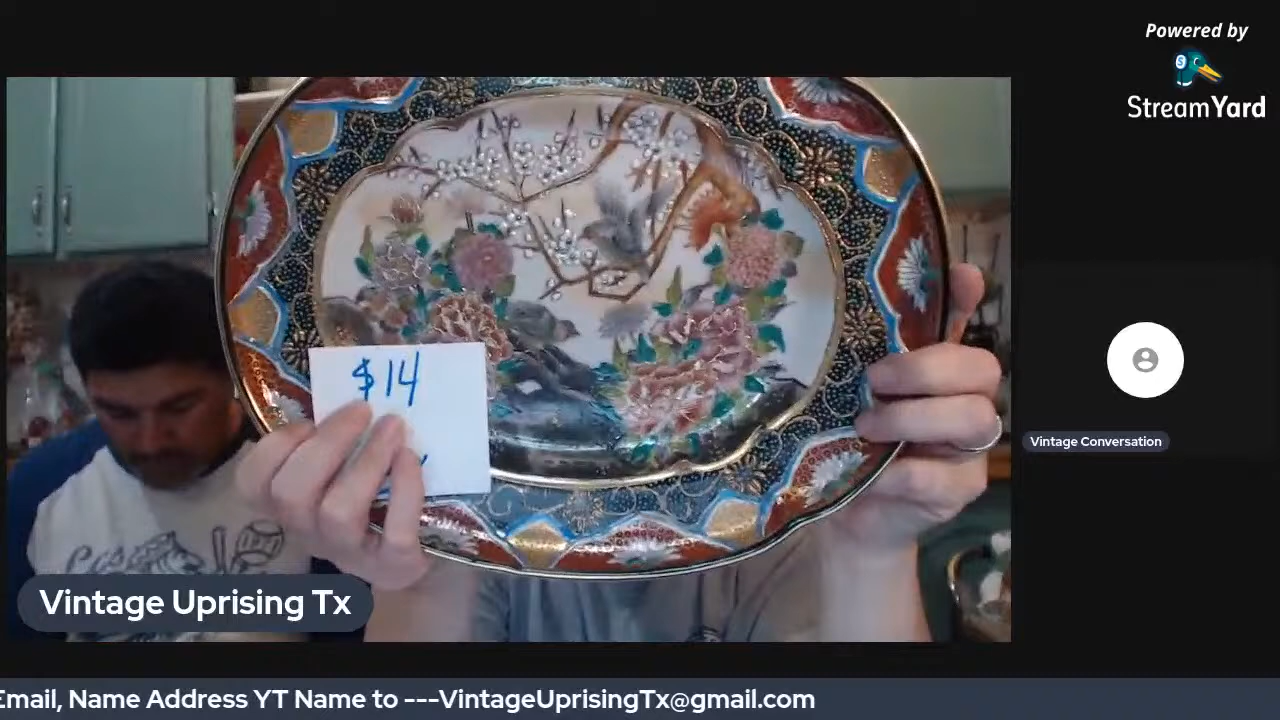 Powered by
StreamYard
$14
Vintage Conversation
Vintage Uprising Tx
Email, Name Address YT Name to ---VintageUprisingTx@gmail.com